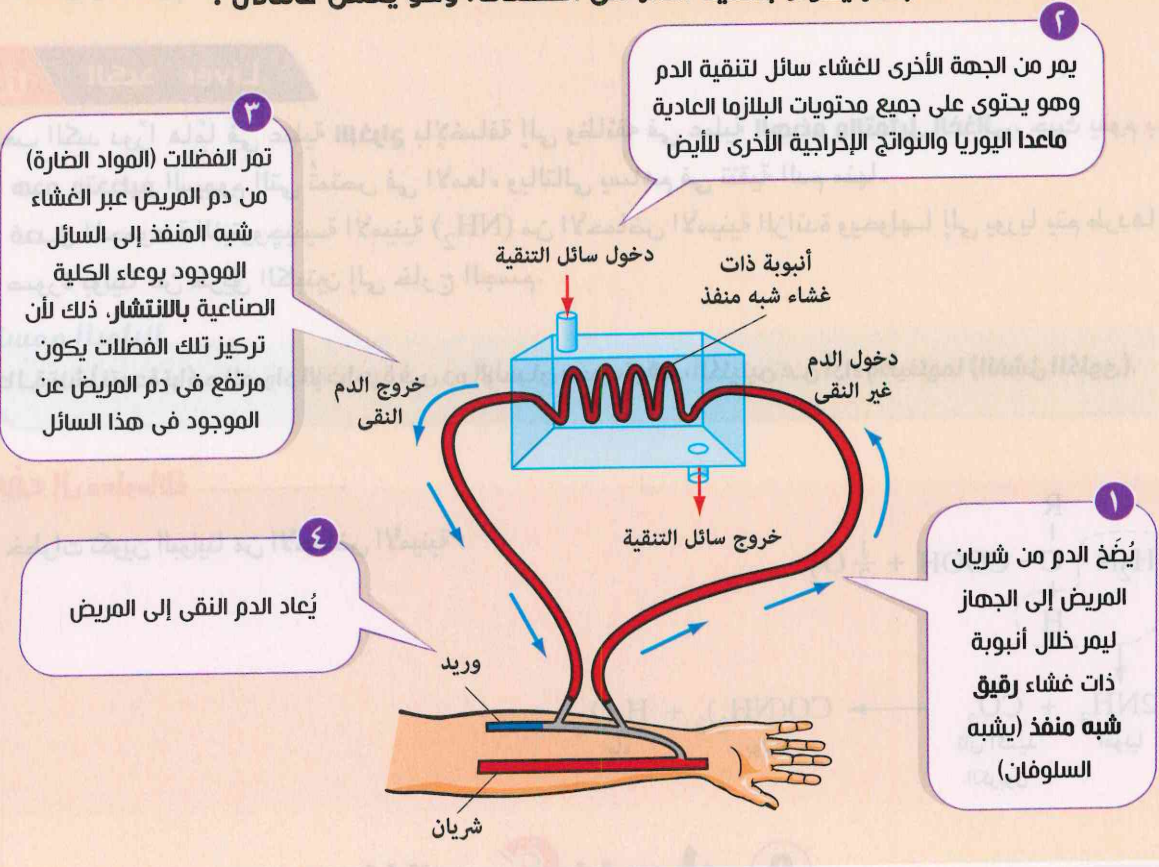 ١
يُضَخ الدم من شريان
المريض إلى الجهاز
ليمر خلال أنبوبة
ذات غشاء رقيق
شبه منفذ (يشبه
السلوفان)
٢
يمر من الجهة الأخرى للغشاء سائل لتنقية الدم
وهو يحتوى على جميع محتويات البلازما العادية
ماعدا اليوريا والنواتج الإخراجية الأخرى للأيض
٣
تمر الفضلات (المواد الضارة)
من دم المريض عبر الغشاء
شبه المنفذ إلى السائل
الموجود بوعاء الكلية
الصناعية بالانتشار، ذلك لأن
تركيز تلك الفضلات يكون
مرتفع فى دم المريض عن
الموجود فى هذا السائل
٤
يُعاد الدم النقى إلى المريض
دخول سائل التنقية
أنبوبة ذات
غشاء شبه منفذ
دخول الدم
غير النقى
خروج الدم
النقى
خروج سائل التنقية
وريد
شريان